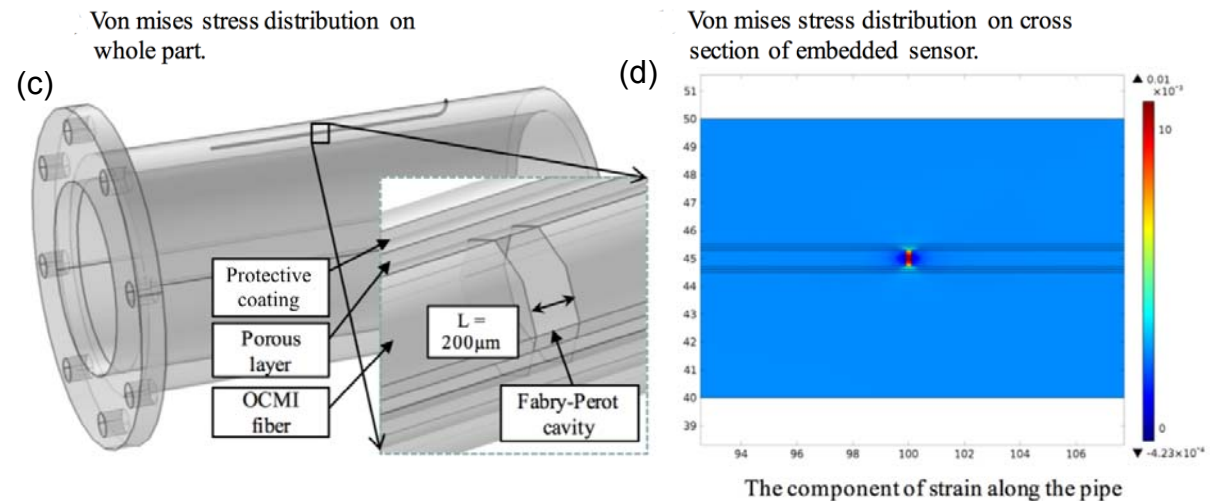 Von mises stress distribution on
whole part.
(c)
Protective
coating
Porous
layer
OCMI
fiber
L =
200μm
Fabry-Perot
cavity
Von mises stress distribution on cross
section of embedded sensor.
(d)
▲ 0.01
×10⁻³
10
0
▼ -4.23×10⁻⁴
51
50
49
48
47
46
45
44
43
42
41
40
39
94
96
98
100
102
104
106
The component of strain along the pipe